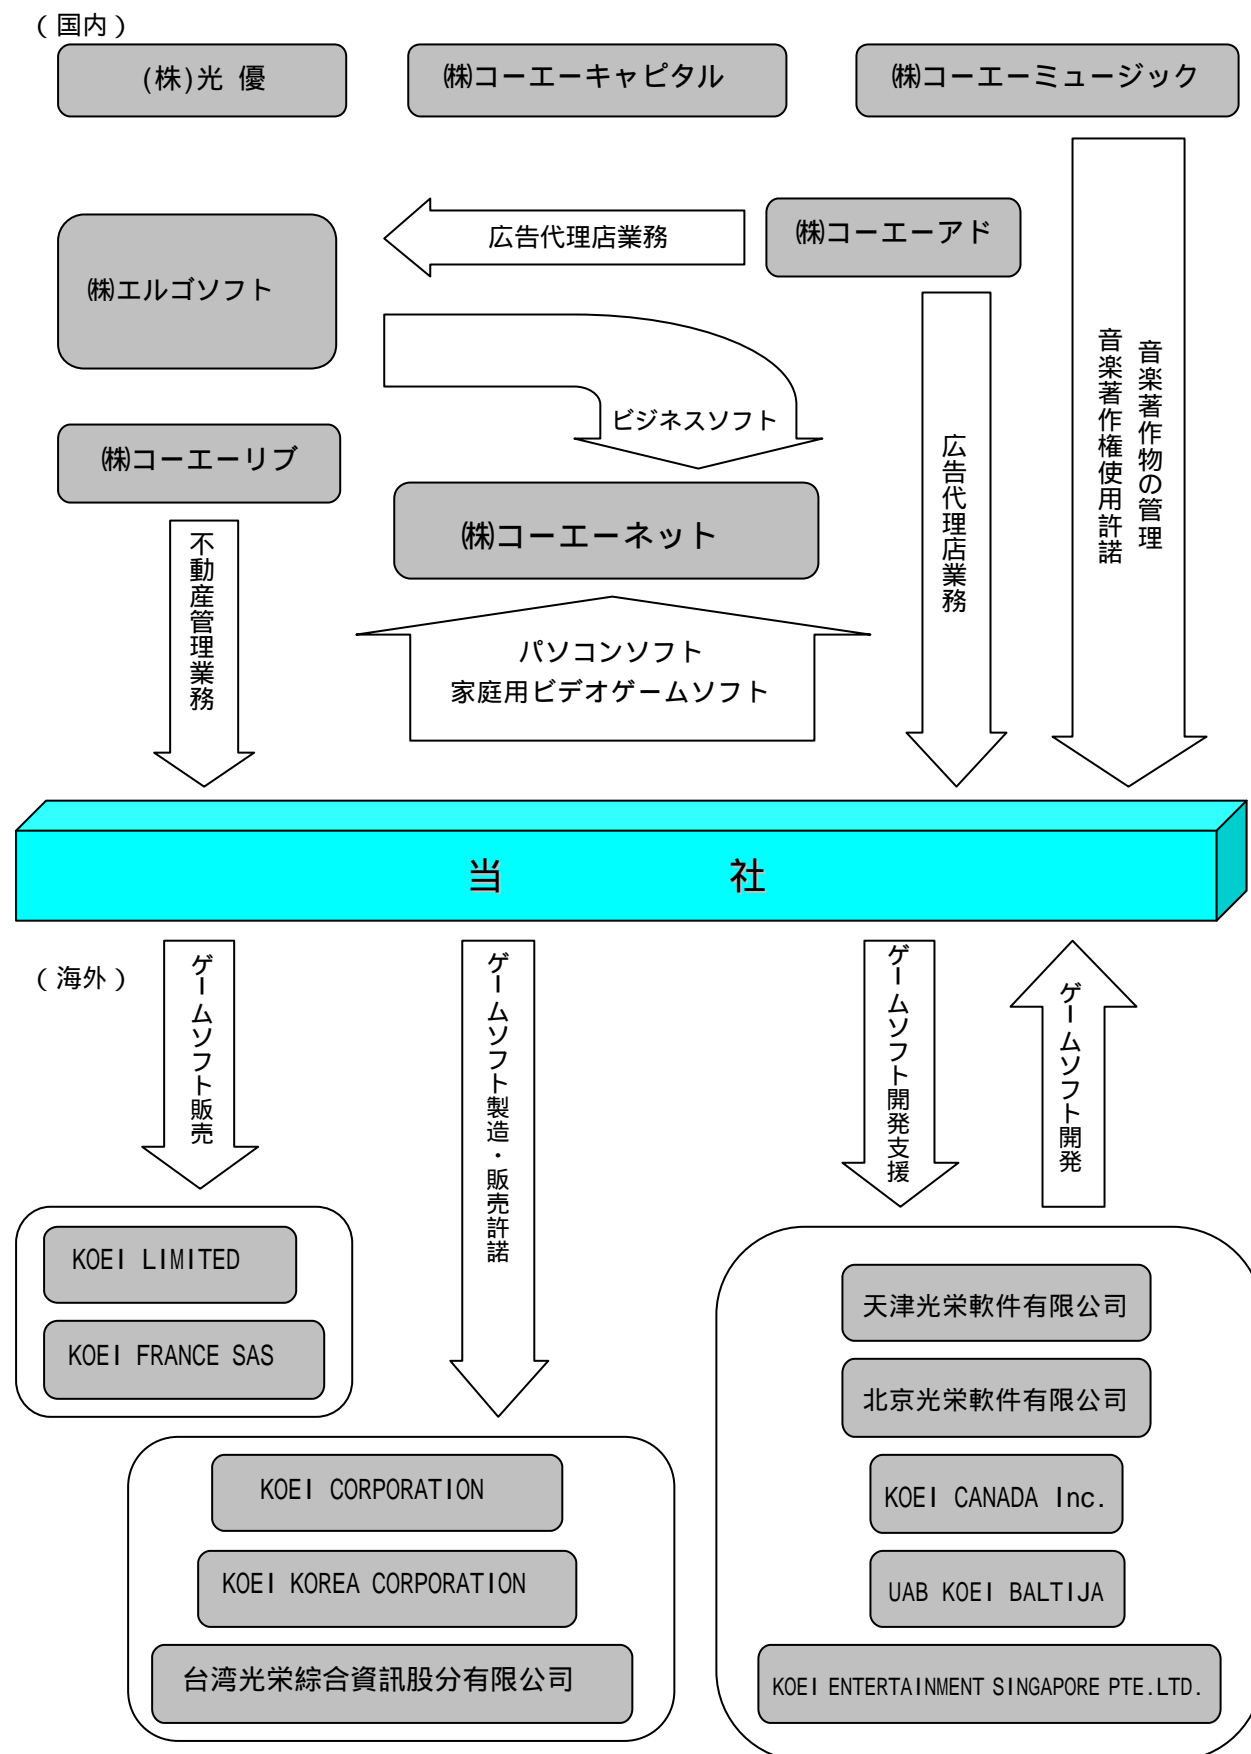 （国内）
(株)光 優
㈱コーエーキャピタル
㈱コーエーミュージック
広告代理店業務
㈱コーエーアド
㈱エルゴソフト
ビジネスソフト
㈱コーエーリブ
㈱コーエーネット
不動産管理業務
パソコンソフト
家庭用ビデオゲームソフト
広告代理店業務
音楽著作物の管理
音楽著作権使用許諾
当 社
（海外）
ゲームソフト販売
ゲームソフト製造・販売許諾
ゲームソフト開発支援
ゲームソフト開発
KOEI LIMITED
KOEI FRANCE SAS
KOEI CORPORATION
KOEI KOREA CORPORATION
台湾光栄綜合資訊股分有限公司
天津光栄軟件有限公司
北京光栄軟件有限公司
KOEI CANADA Inc.
UAB KOEI BALTIJA
KOEI ENTERTAINMENT SINGAPORE PTE.LTD.